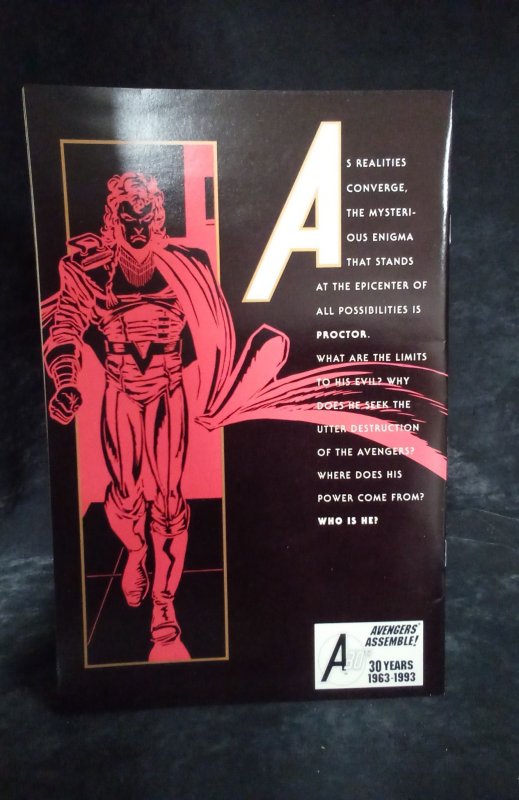 AS REALITIES
CONVERGE,
THE MYSTERI-
OUS ENIGMA
THAT STANDS
AT THE EPICENTER OF
ALL POSSIBILITIES IS
PROCTOR.
WHAT ARE THE LIMITS
TO HIS EVIL? WHY
DOES HE SEEK THE
UTTER DESTRUCTION
OF THE AVENGERS?
WHERE DOES HIS
POWER COME FROM?
WHO IS HE?
A 30TH
AVENGERS
ASSEMBLE!
30 YEARS
1963-1993